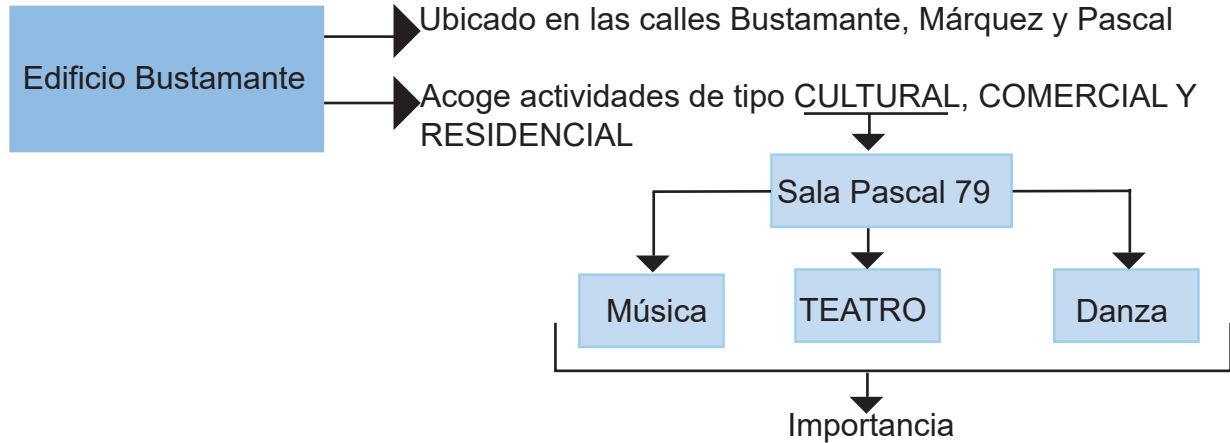 Edificio Bustamante
Ubicado en las calles Bustamante, Márquez y Pascal
Acoge actividades de tipo CULTURAL, COMERCIAL Y
RESIDENCIAL
Sala Pascal 79
Música
TEATRO
Danza
Importancia